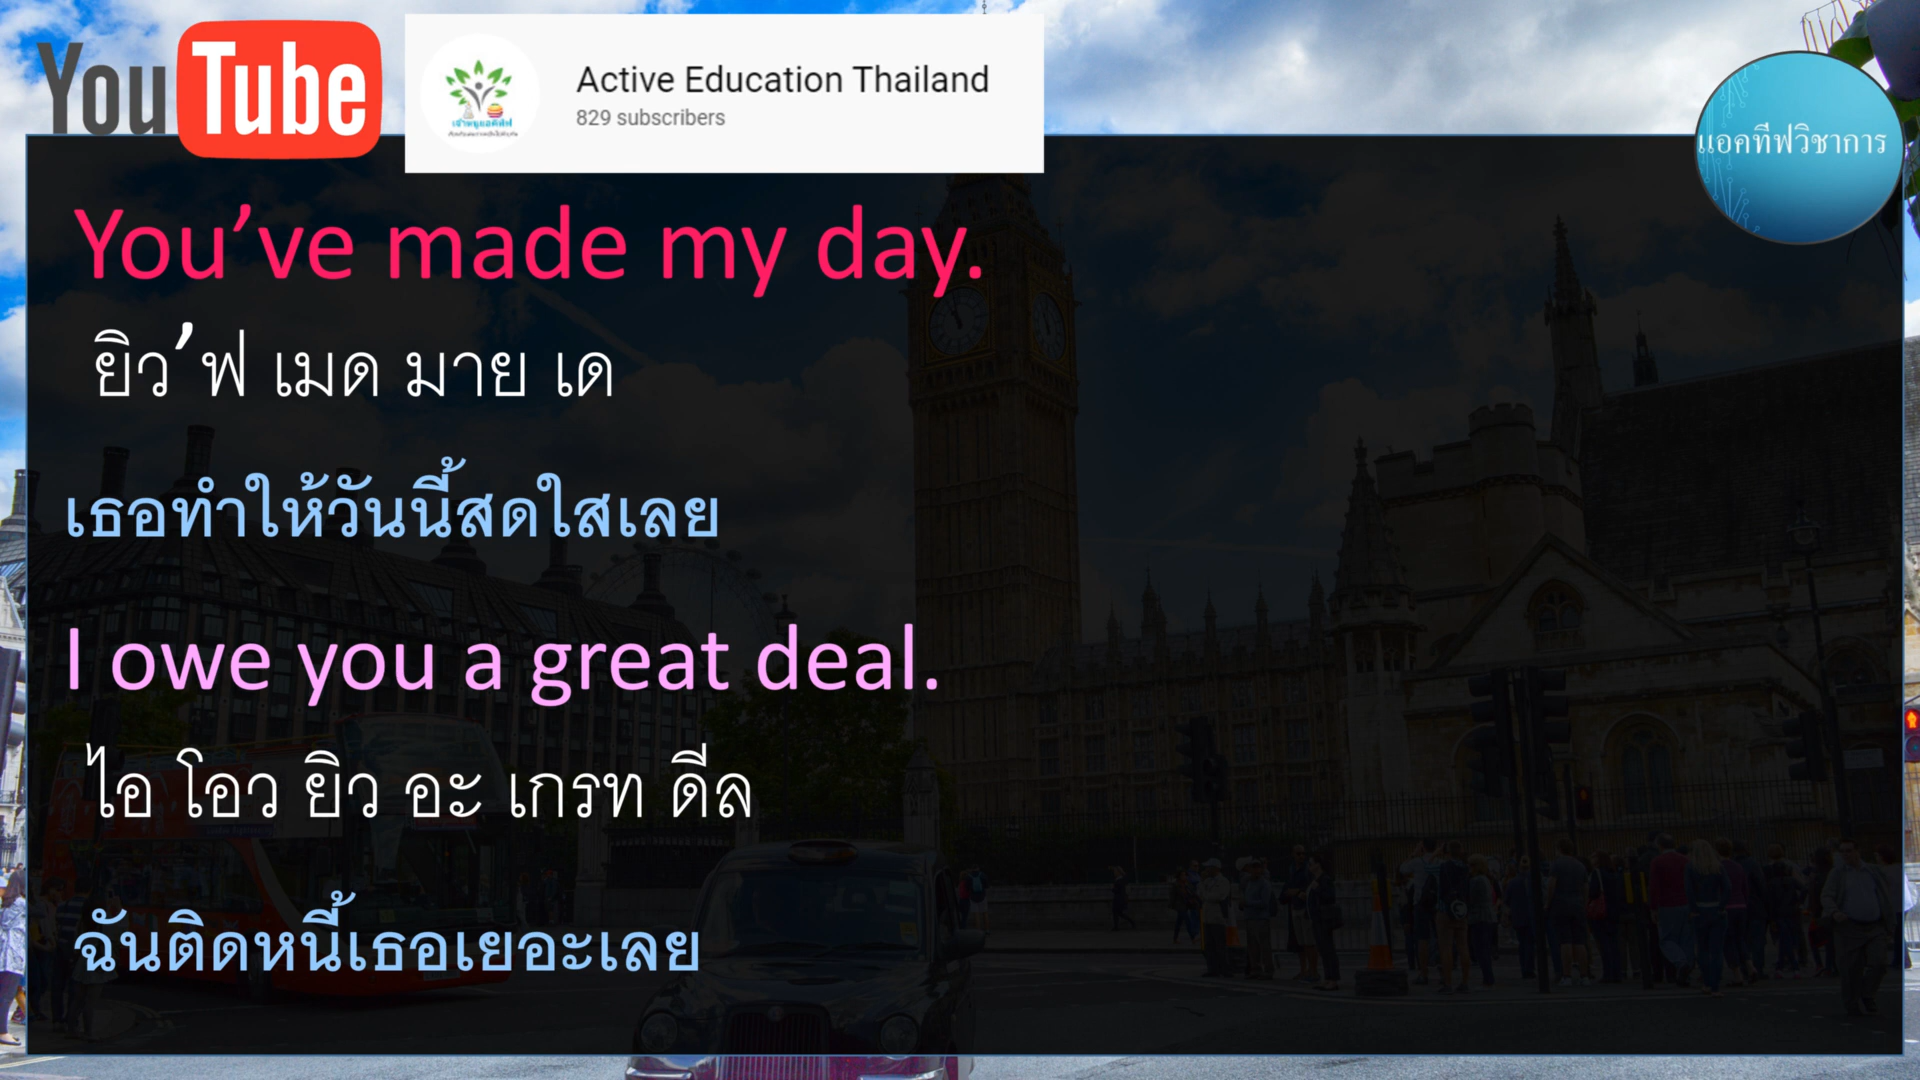 YouTube
Active Education Thailand
829 subscribers
แอคทีฟวิชาการ
You’ve made my day.
ยิว’ฟ เมด มาย เด
เธอทำให้วันนี้สดใสเลย
I owe you a great deal.
ไอ โอว ยิว อะ เกรท ดีล
ฉันติดหนี้เธอเยอะเลย